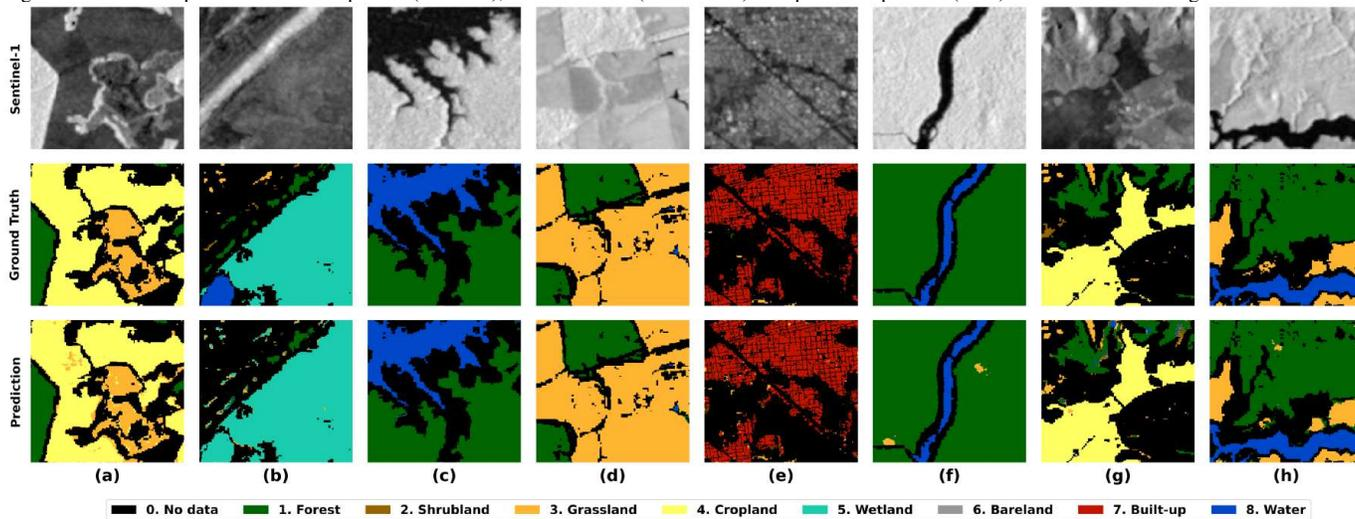 Sentinel-1
Ground Truth
Prediction
(a) (b) (c) (d) (e) (f) (g) (h)
0. No data 1. Forest 2. Shrubland 3. Grassland 4. Cropland 5. Wetland 6. Bareland 7. Built-up 8. Water